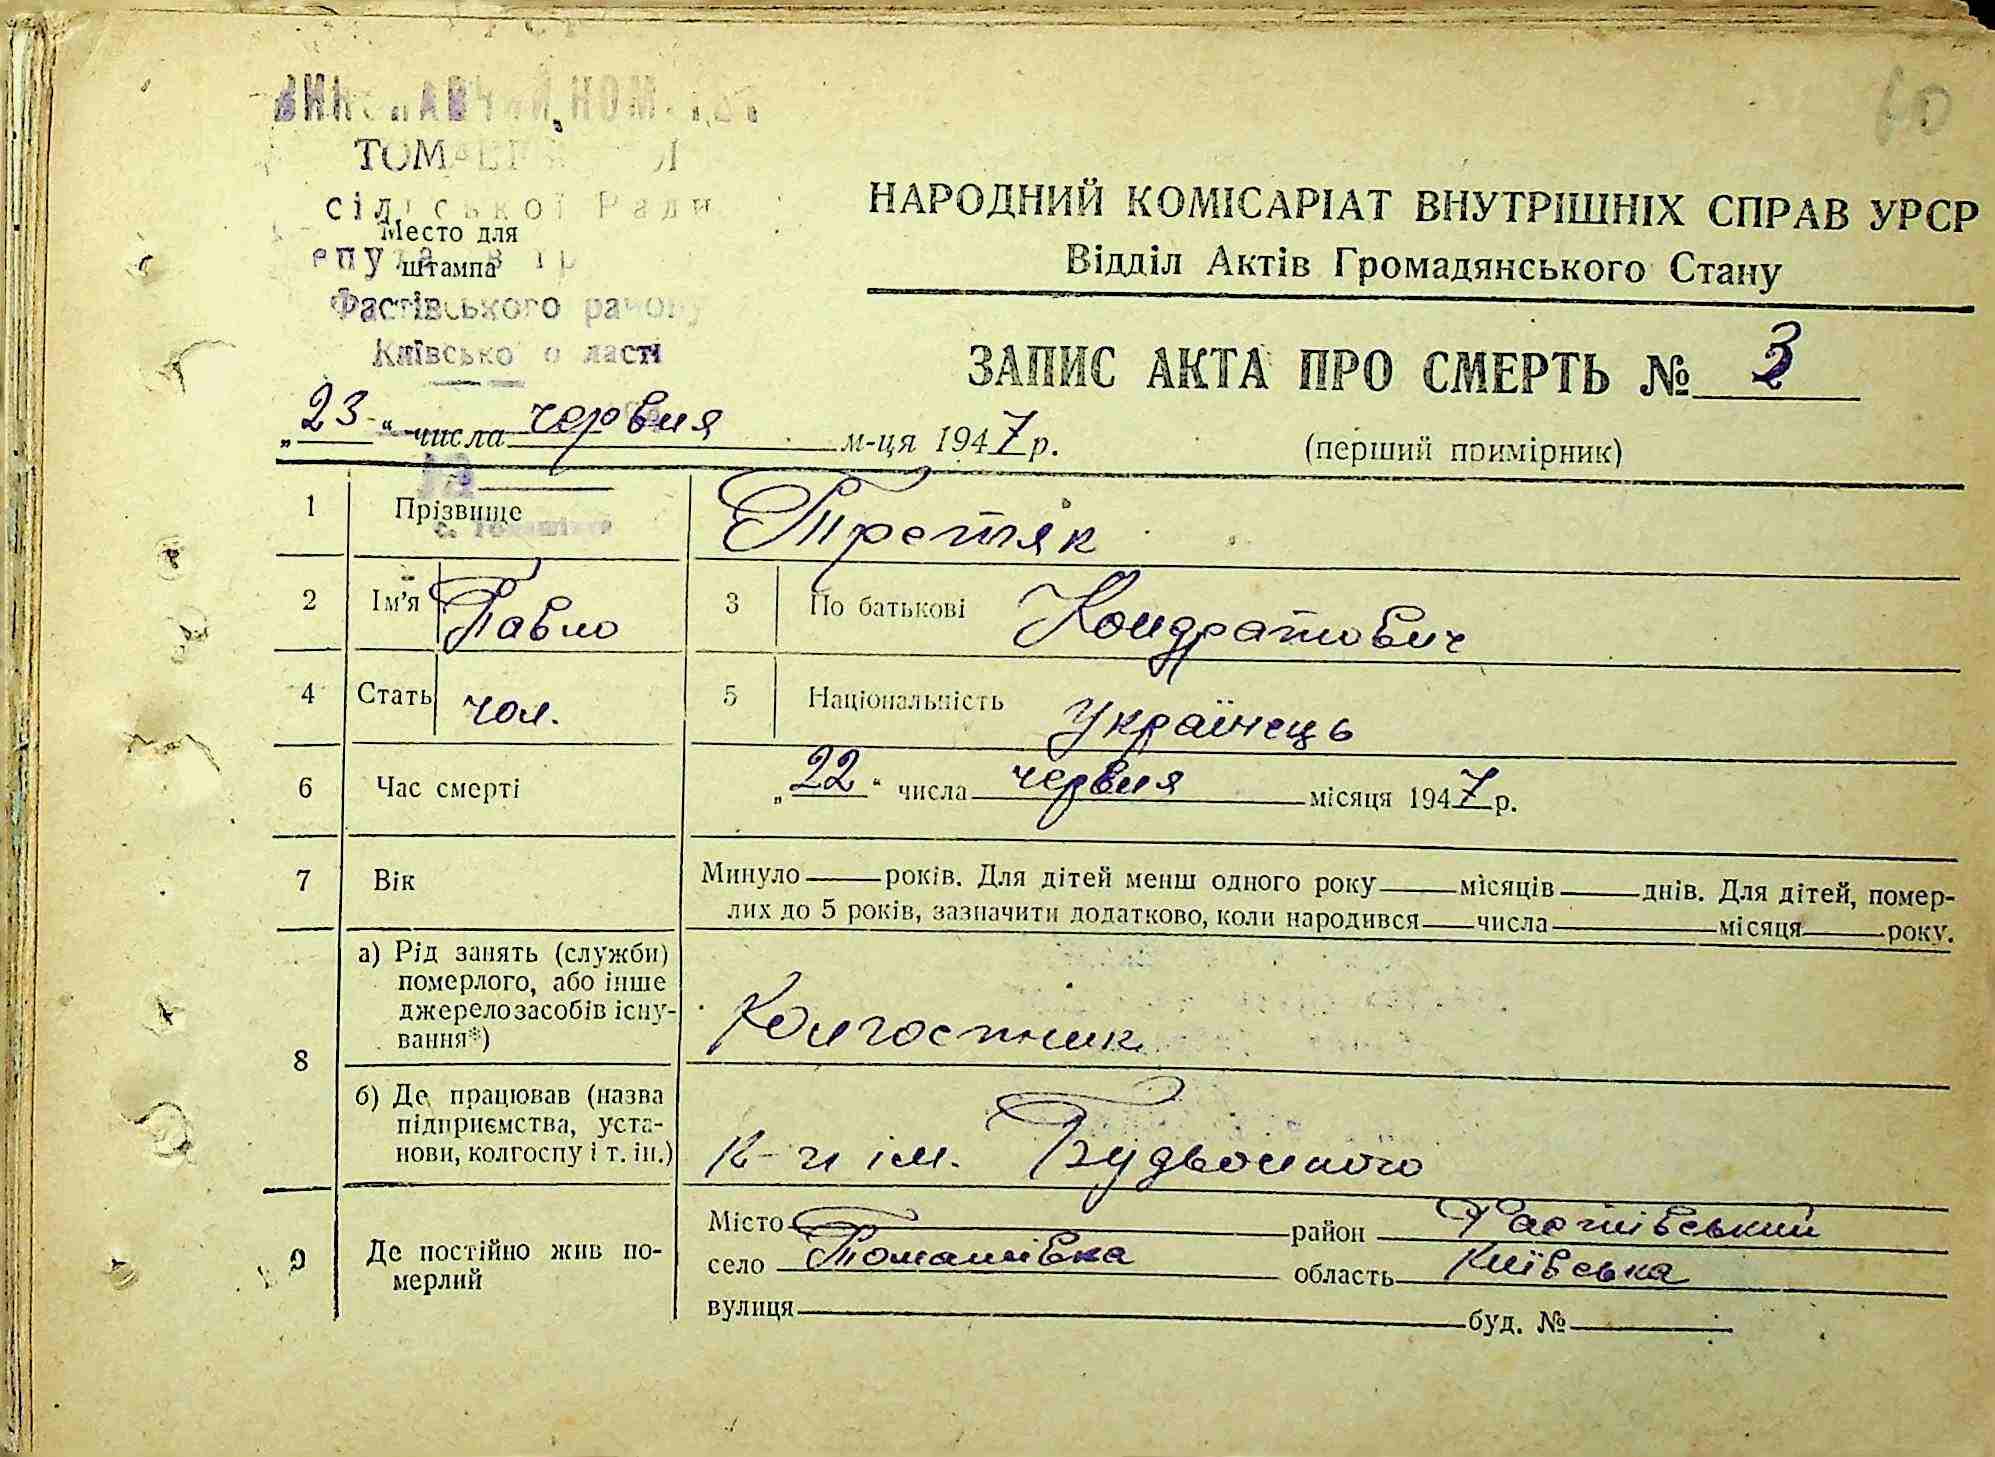 60
сільської Ради
Место для
штампа
Фастівського району
Київсько о ласті
НАРОДНИЙ КОМІСАРІАТ ВНУТРІШНІХ СПРАВ УРСР
Відділ Актів Громадянського Стану
ЗАПИС АКТА ПРО СМЕРТЬ № 3
„23“ числа червня м-ця 1947 р.
(перший примірник)
1 Прізвище Третяк
2 Ім'я Павло 3 По батькові Кондратович
4 Стать чол. 5 Національність Українець
6 Час смерті „22“ числа червня місяця 1947 р.
7 Вік Минуло років. Для дітей менш одного року місяців днів. Для дітей, помер-
лих до 5 років, зазначити додатково, коли народився числа місяця року.
8
а) Рід занять (служби)
померлого, або інше
джерело засобів існу-
вання*)
Колгоспник
б) Де працював (назва
підприємства, уста-
нови, колгоспу і т. ін.)
к-п ім. Будьоного
9 Де постійно жив по-
мерлий
Місто район Фастівський
село Томашівка область Київська
вулиця буд. №